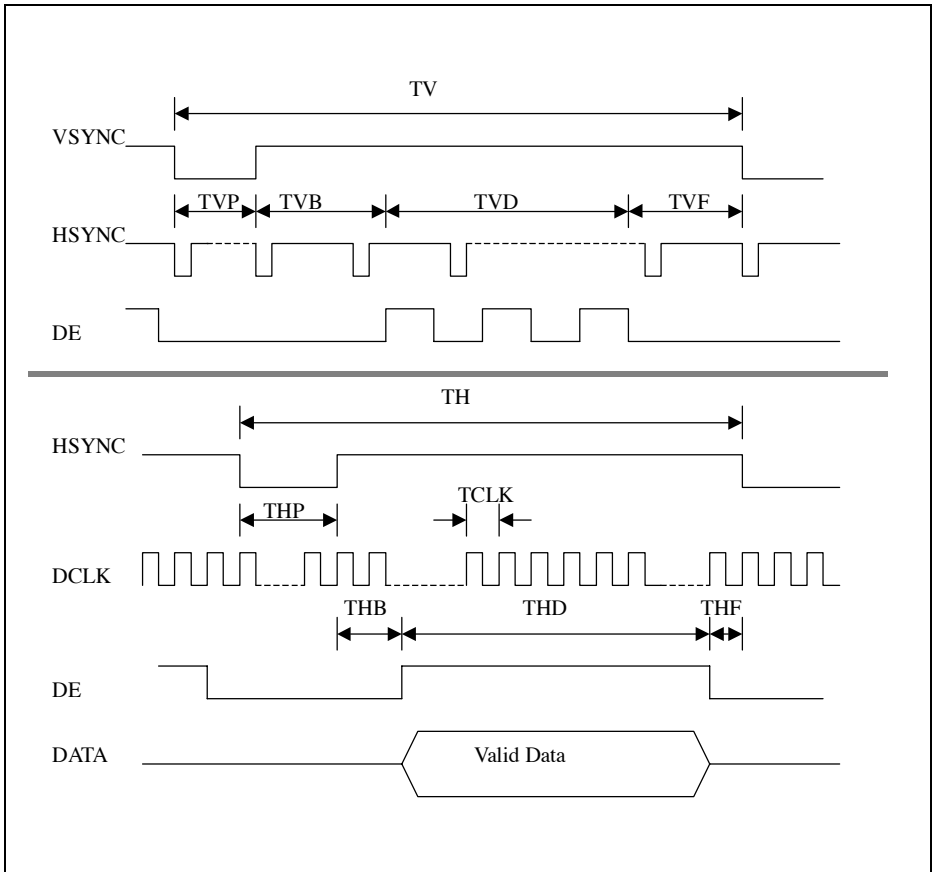 TV
VSYNC
TVP TVB TVD TVF
HSYNC
DE
TH
HSYNC
TCLK
THP
DCLK
THB THD THF
DE
DATA Valid Data